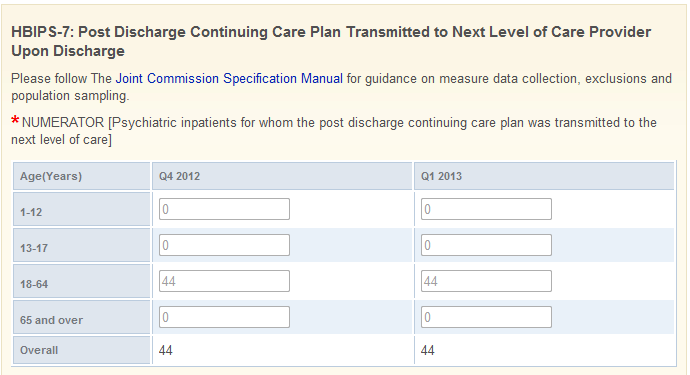 HBIPS-7: Post Discharge Continuing Care Plan Transmitted to Next Level of Care Provider
Upon Discharge
Please follow The Joint Commission Specification Manual for guidance on measure data collection, exclusions and
population sampling.
* NUMERATOR [Psychiatric inpatients for whom the post discharge continuing care plan was transmitted to the
next level of care]
Age(Years) Q4 2012 Q1 2013
1-12 0 0
13-17 0 0
18-64 44 44
65 and over 0 0
Overall 44 44